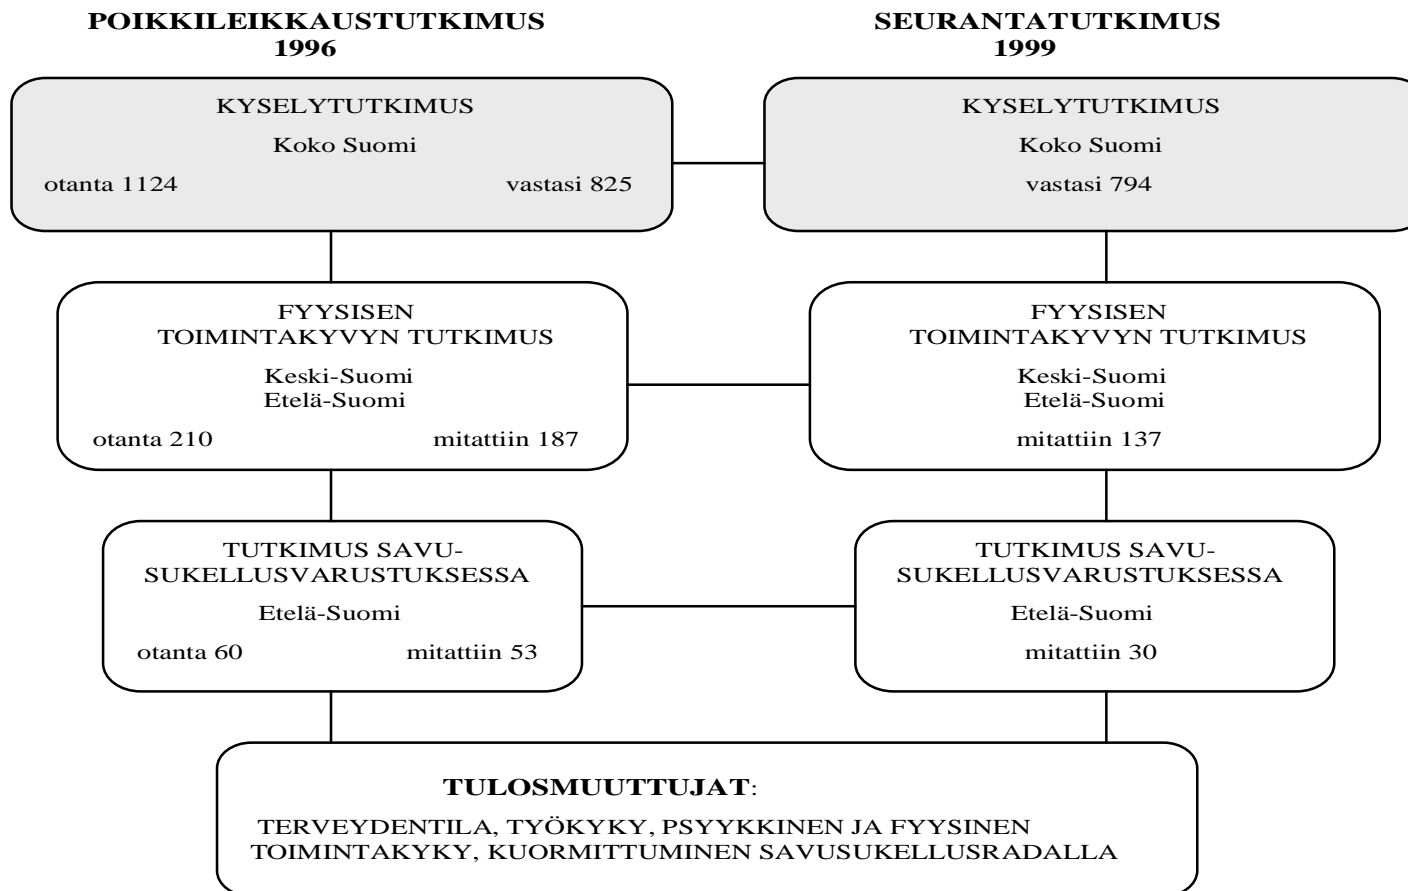 POIKKILEIKKAUSTUTKIMUS
1996
SEURANTATUTKIMUS
1999
KYSELYTUTKIMUS
Koko Suomi
otanta 1124 vastasi 825
KYSELYTUTKIMUS
Koko Suomi
vastasi 794
FYYSISEN
TOIMINTAKYVYN TUTKIMUS
Keski-Suomi
Etelä-Suomi
otanta 210 mitattiin 187
FYYSISEN
TOIMINTAKYVYN TUTKIMUS
Keski-Suomi
Etelä-Suomi
mitattiin 137
TUTKIMUS SAVU-
SUKELLUSVARUSTUKSESSA
Etelä-Suomi
otanta 60 mitattiin 53
TUTKIMUS SAVU-
SUKELLUSVARUSTUKSESSA
Etelä-Suomi
mitattiin 30
TULOSMUUTTUJAT:
TERVEYDENTILA, TYÖKYKY, PSYYKKINEN JA FYYSINEN
TOIMINTAKYKY, KUORMITTUMINEN SAVUSUKELLUSRADALLA